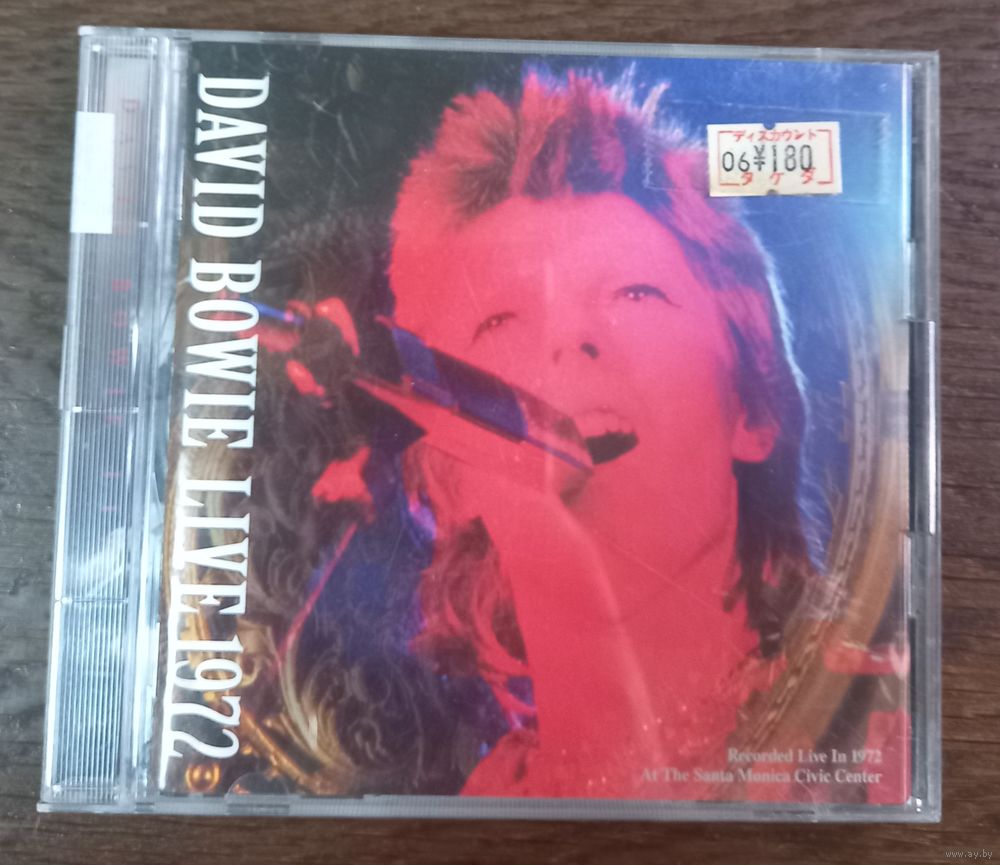 DAVID BOWIE LIVE 1972
ディスカウント
06¥180
タケダ
Recorded Live In 1972
At The Santa Monica Civic Center
www.ay.by